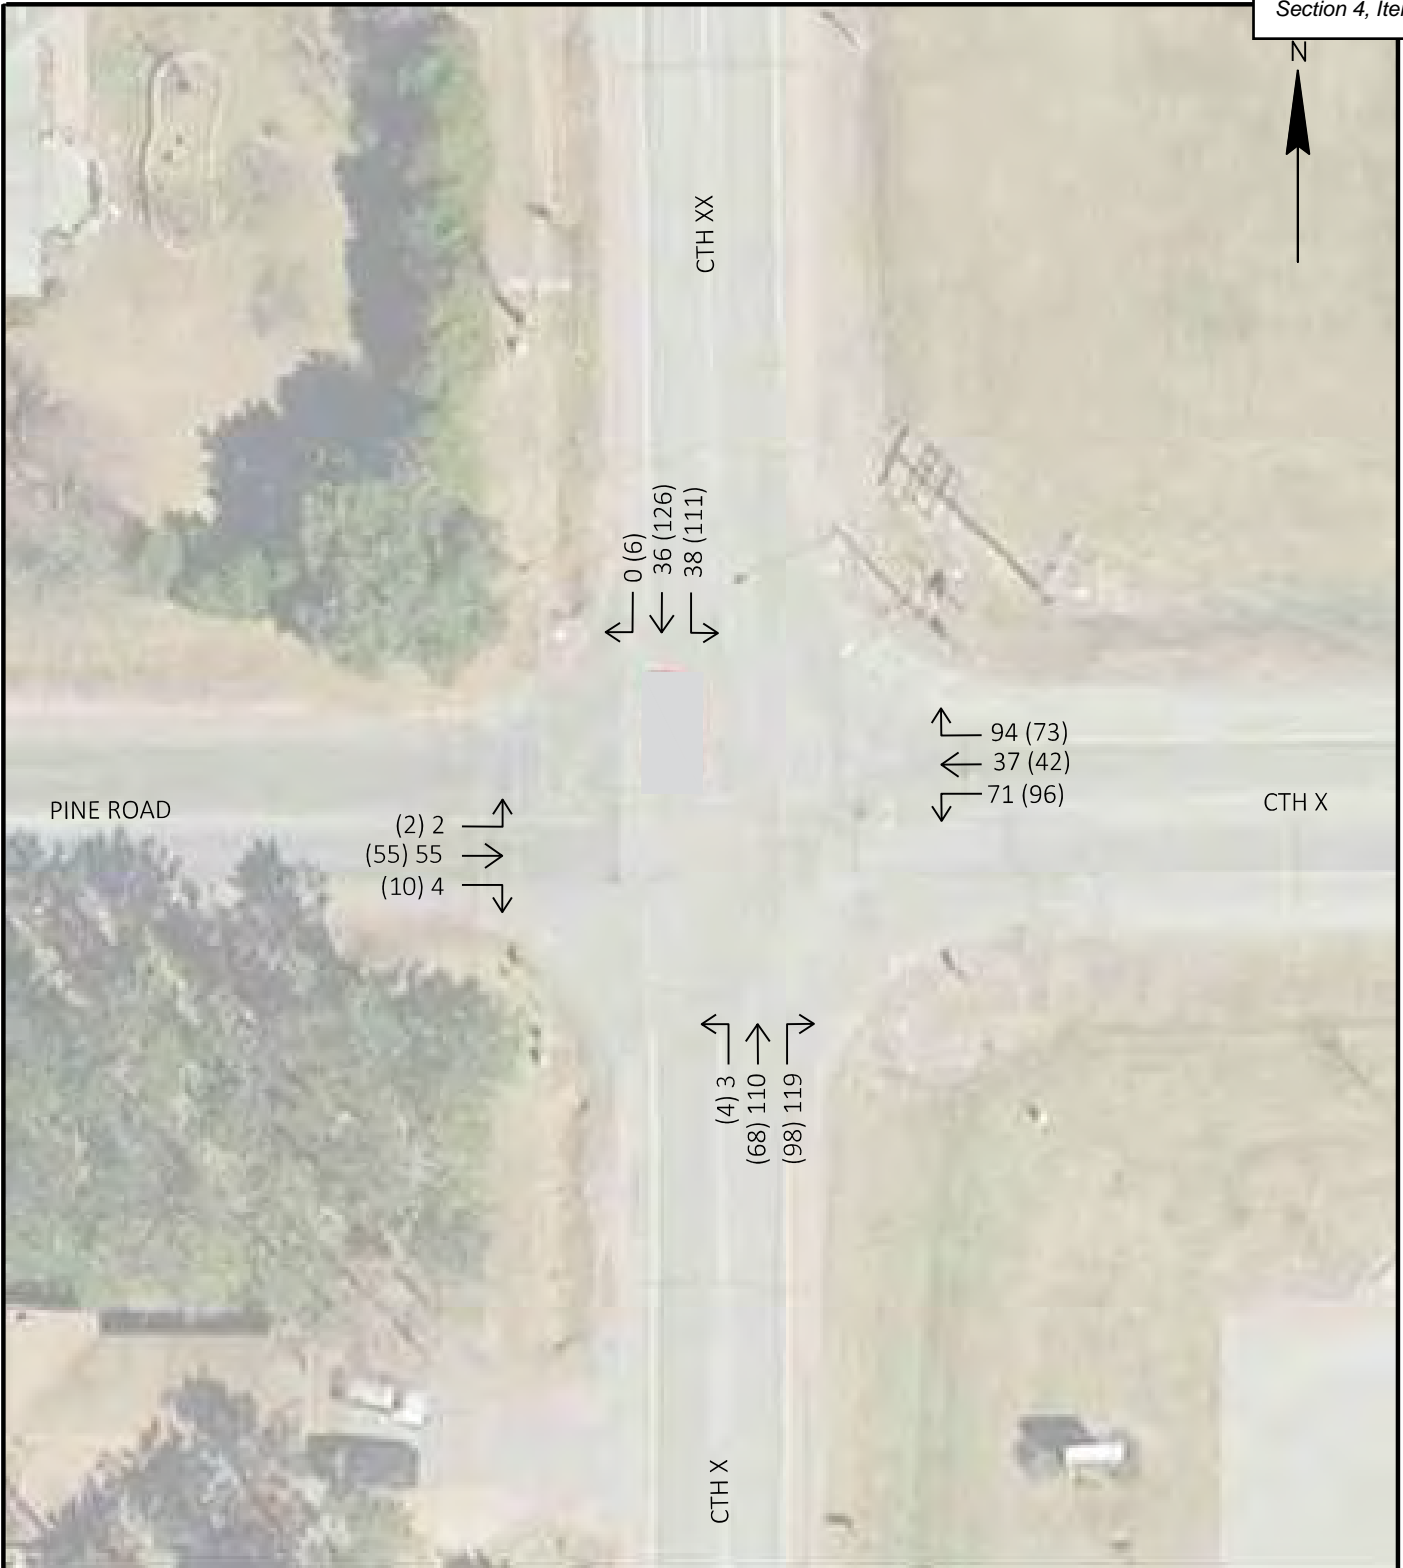 Section 4, Ite
N
CTH XX
0 (6)
36 (126)
38 (111)
94 (73)
37 (42)
71 (96)
PINE ROAD
CTH X
(2) 2
(55) 55
(10) 4
(4) 3
(68) 110
(98) 119
CTH X